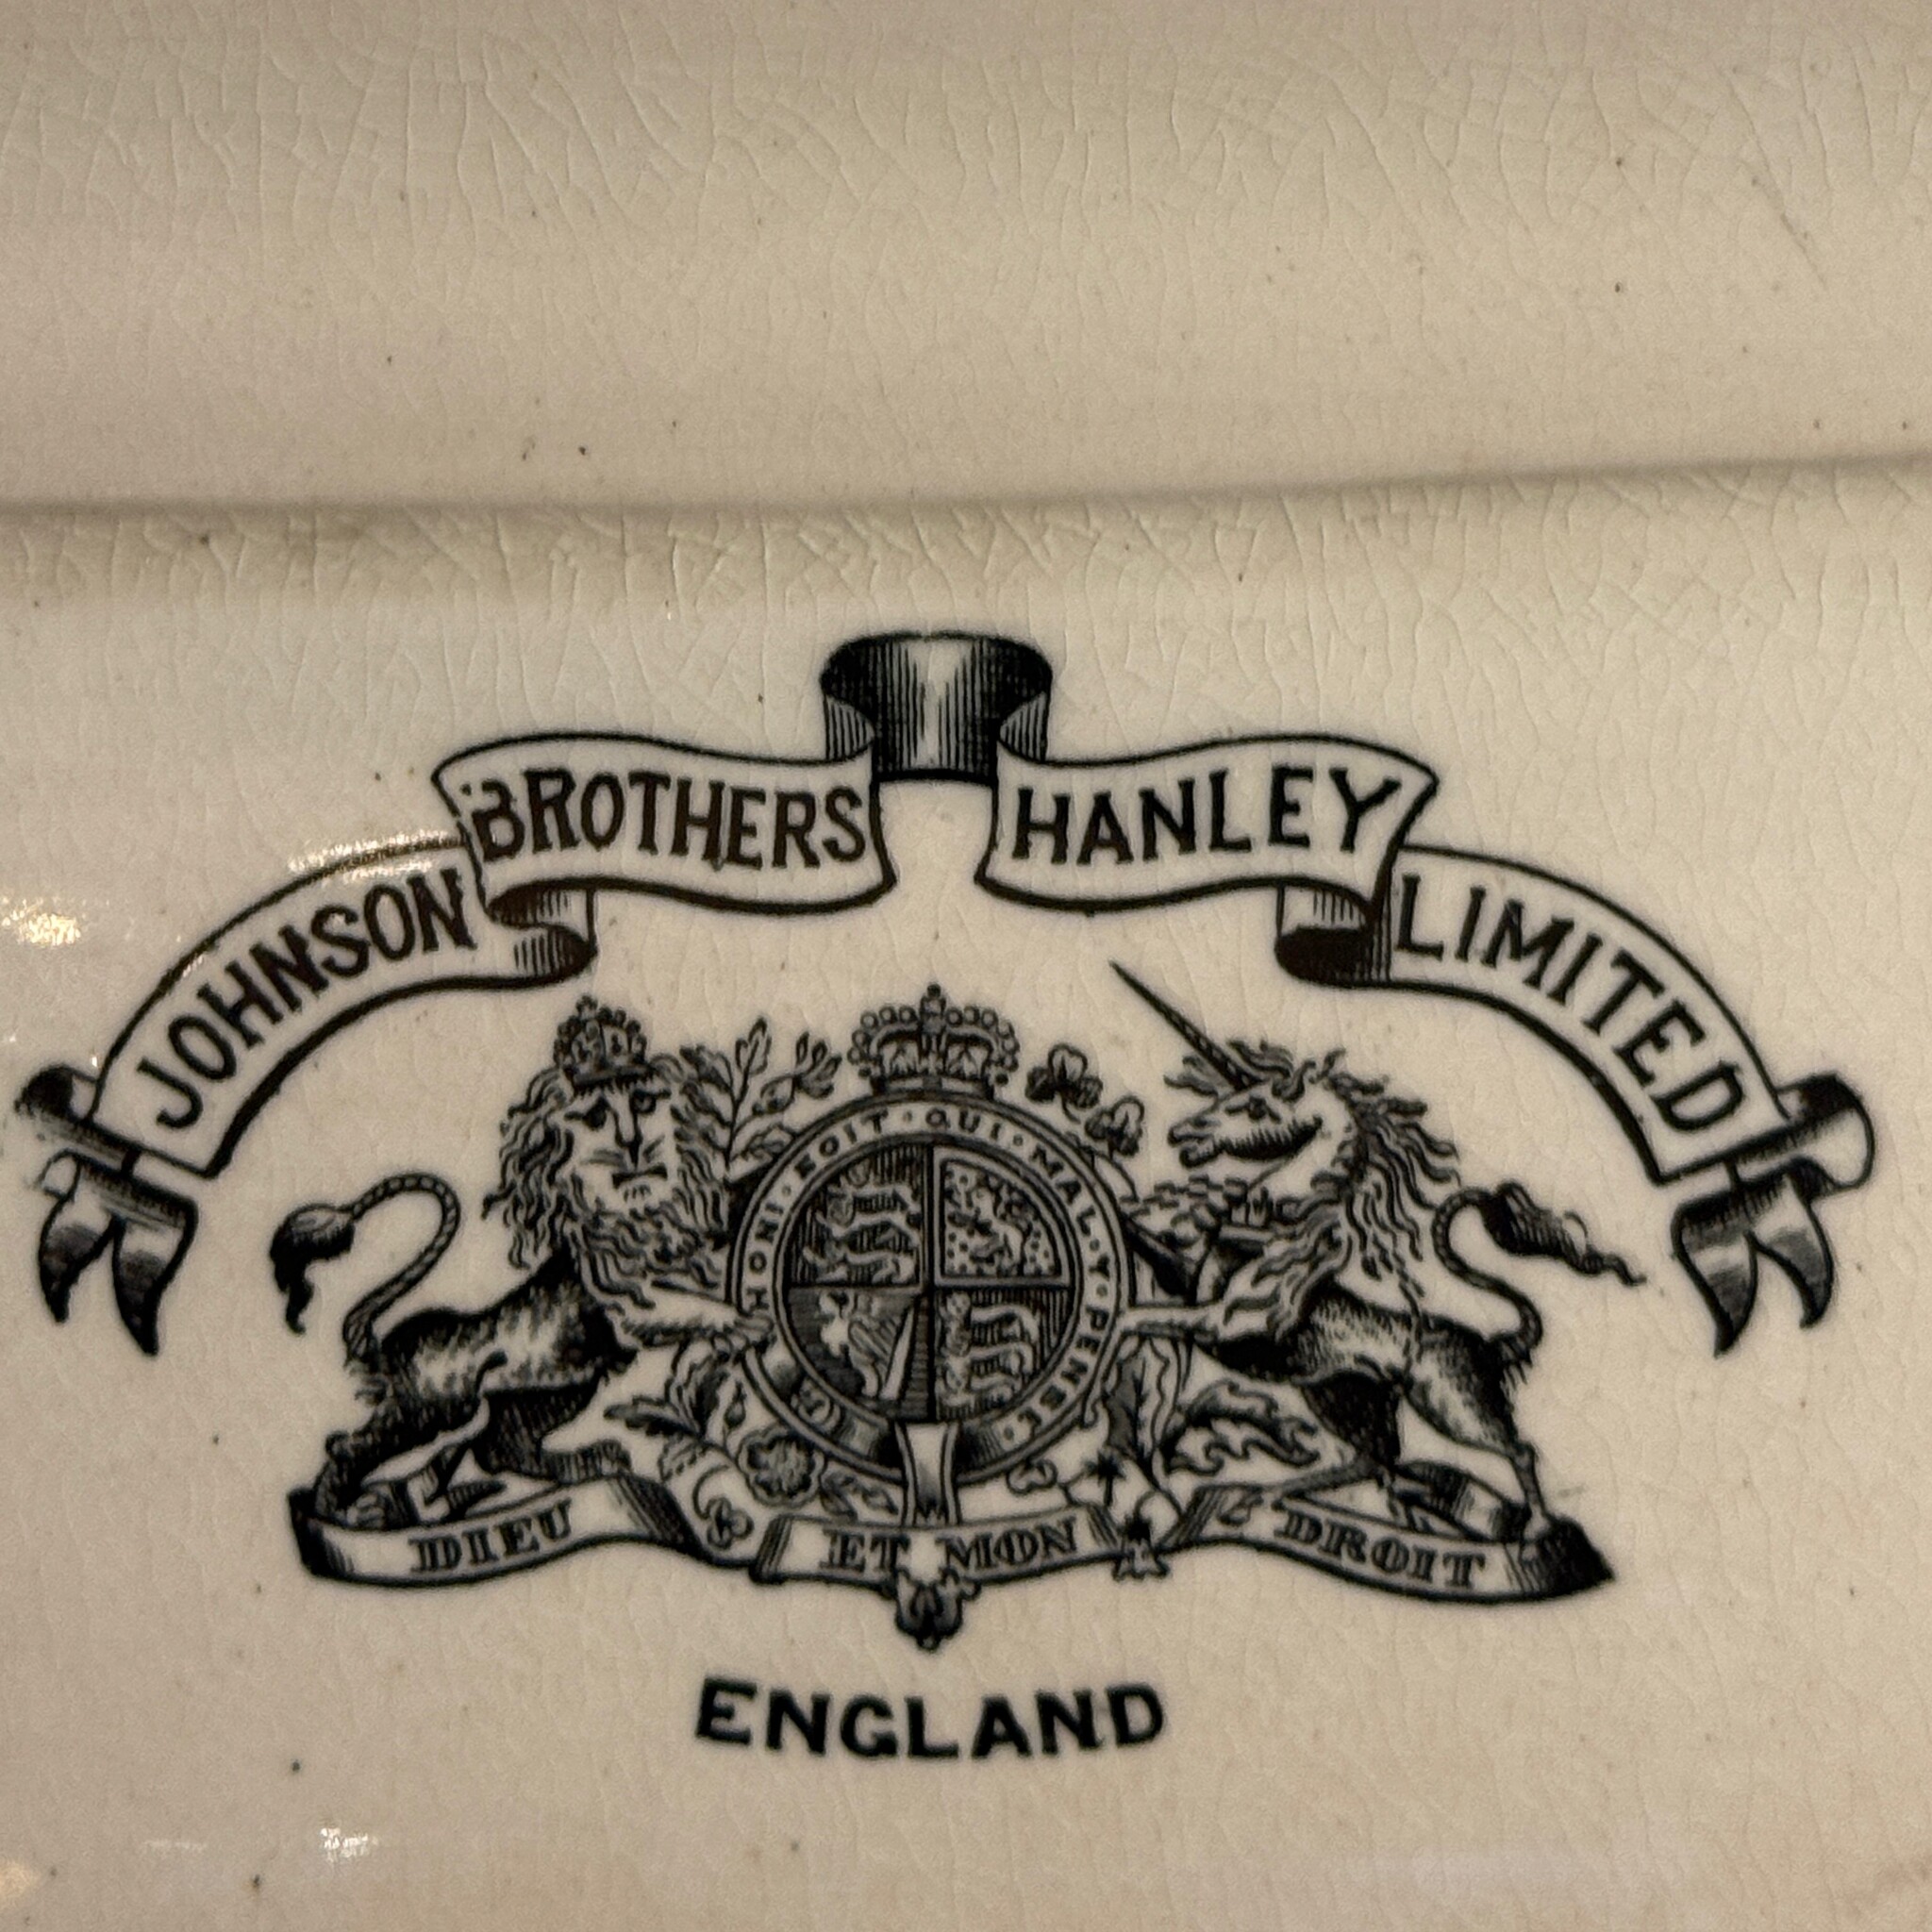 JOHNSON BROTHERS HANLEY LIMITED
HONI · SOIT · QUI · MAL · Y · PENSE ·
DIEU ET MON DROIT
ENGLAND